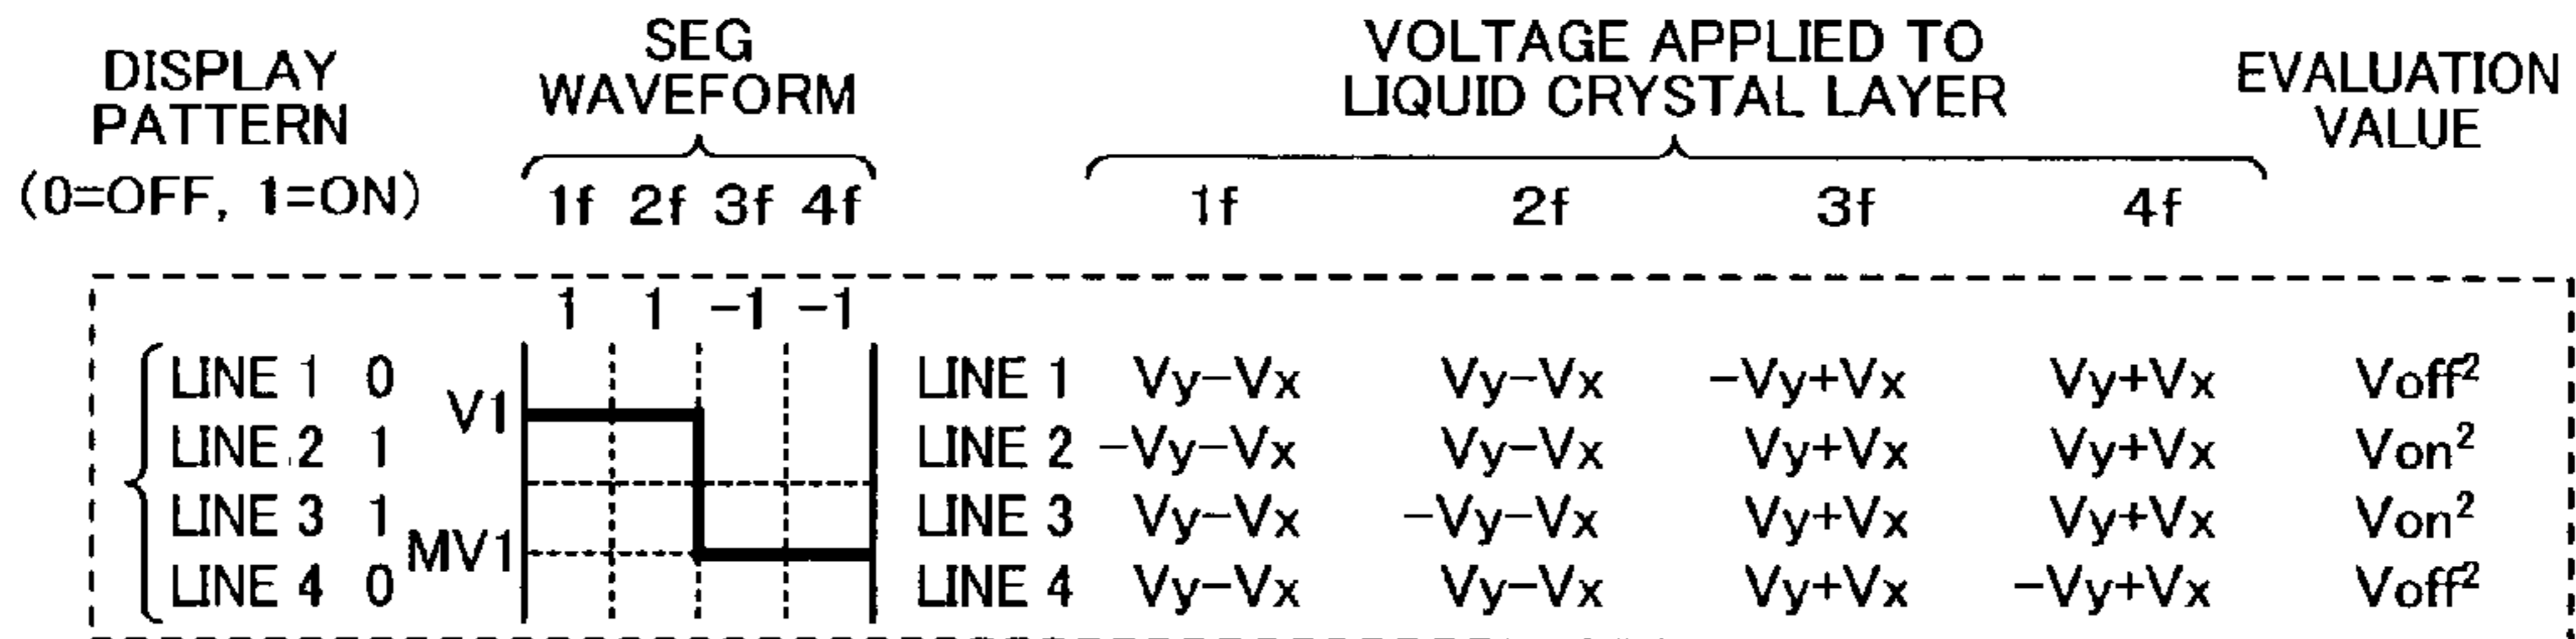 DISPLAY PATTERN (0=OFF, 1=ON)
SEG WAVEFORM
1f 2f 3f 4f
VOLTAGE APPLIED TO LIQUID CRYSTAL LAYER
1f 2f 3f 4f
EVALUATION VALUE
1 1 -1 -1
LINE 1 0
LINE 2 1
LINE 3 1
LINE 4 0
V1
MV1
LINE 1 Vy-Vx Vy-Vx -Vy+Vx Vy+Vx Voff²
LINE 2 -Vy-Vx Vy-Vx Vy+Vx Vy+Vx Von²
LINE 3 Vy-Vx -Vy-Vx Vy+Vx Vy+Vx Von²
LINE 4 Vy-Vx Vy-Vx Vy+Vx -Vy+Vx Voff²